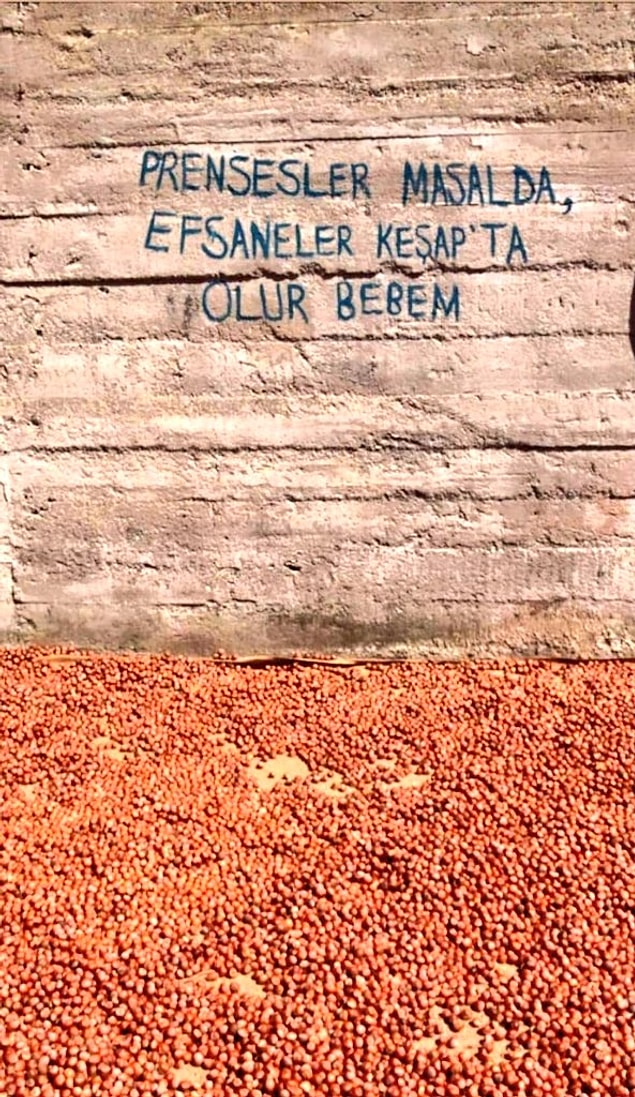 PRENSESLER MASALDA,
EFSANELER KEŞAP'TA
OLUR BEBEM